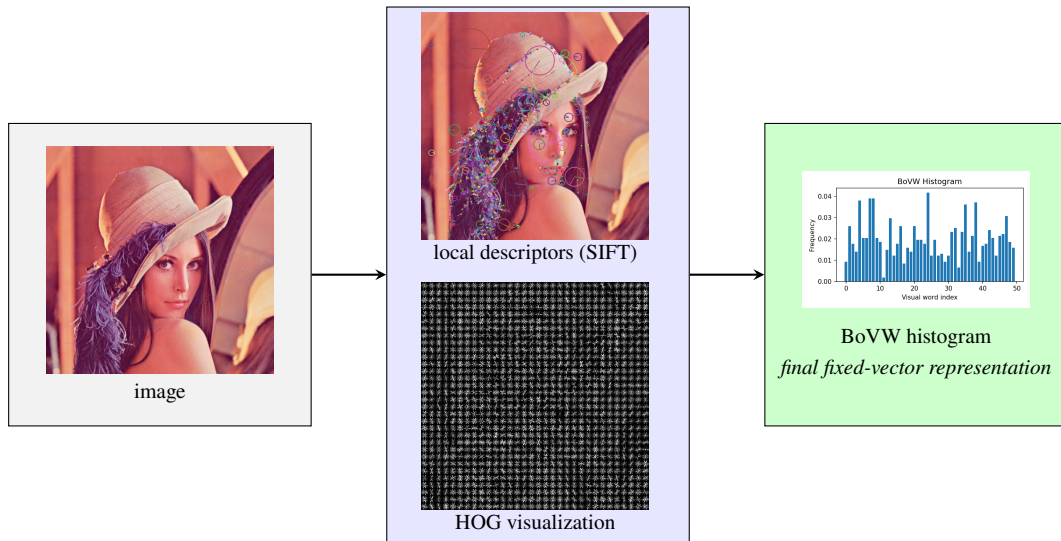 image
local descriptors (SIFT)
HOG visualization
BoVW Histogram
Frequency
0.04
0.03
0.02
0.01
0.00
0 10 20 30 40 50
Visual word index
BoVW histogram
final fixed-vector representation